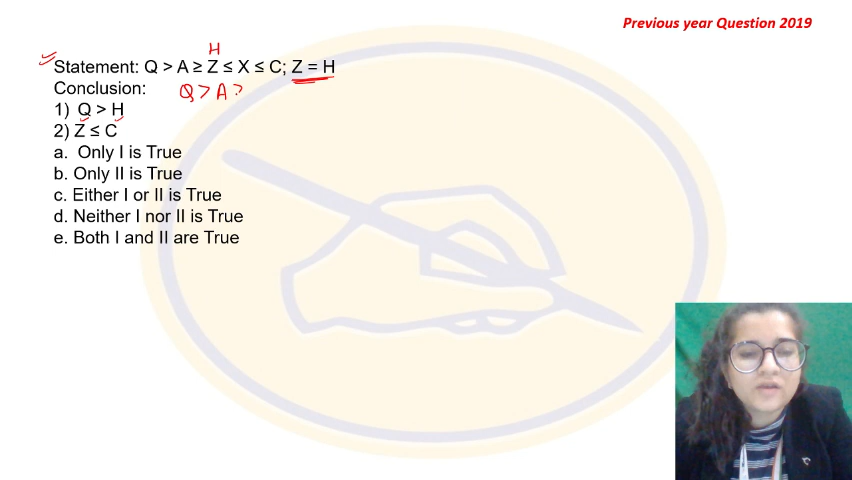 Previous year Question 2019
H
Statement: Q > A ≥ Z ≤ X ≤ C; Z = H
Conclusion:
Q > A ≥
1) Q > H
2) Z ≤ C
a. Only I is True
b. Only II is True
c. Either I or II is True
d. Neither I nor II is True
e. Both I and II are True